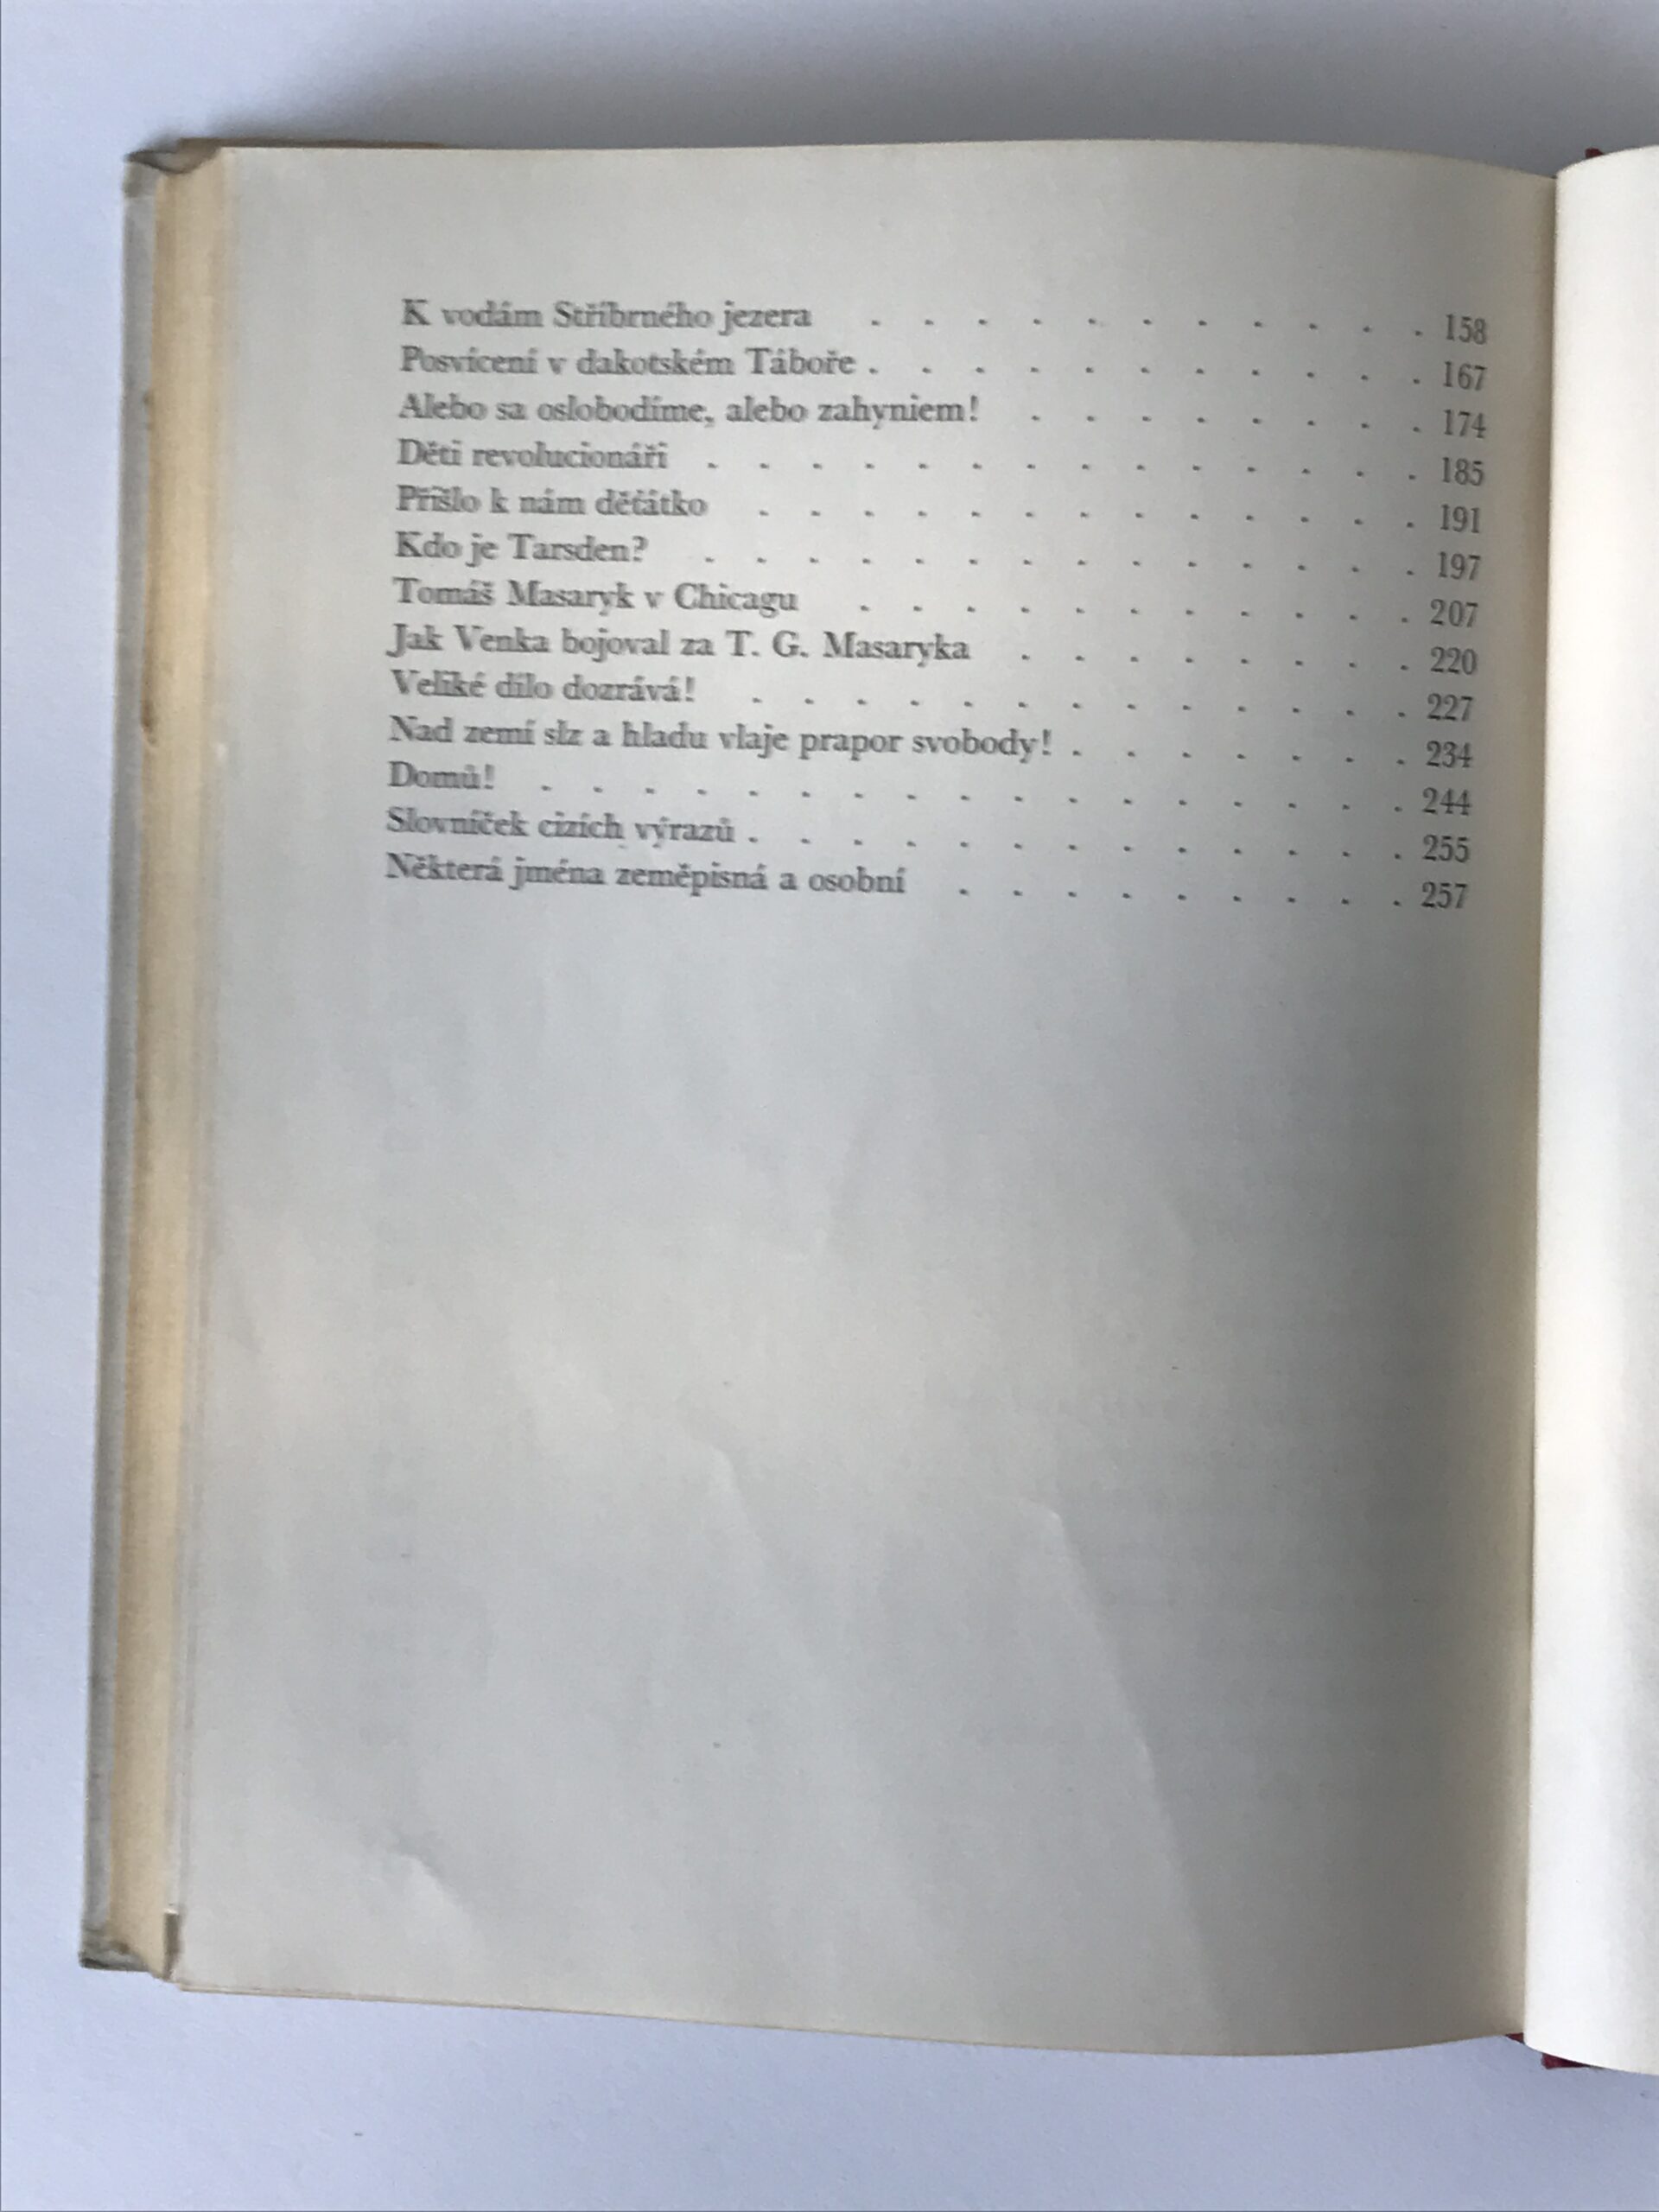 K vodám Stříbrného jezera . . . . . . . . . . . 158
Posvícení v dakotském Táboře . . . . . . . . . . . 167
Alebo sa oslobodíme, alebo zahyniem! . . . . . . . . 174
Děti revolucionáři . . . . . . . . . . . . . . 185
Přišlo k nám děťátko . . . . . . . . . . . . . 191
Kdo je Tarsden? . . . . . . . . . . . . . . 197
Tomáš Masaryk v Chicagu . . . . . . . . . . . 207
Jak Venka bojoval za T. G. Masaryka . . . . . . . . 220
Veliké dílo dozrává! . . . . . . . . . . . . . 227
Nad zemí slz a hladu vlaje prapor svobody! . . . . . . . 234
Domů! . . . . . . . . . . . . . . . . . 244
Slovníček cizích výrazů . . . . . . . . . . . . . 255
Některá jména zeměpisná a osobní . . . . . . . . . 257